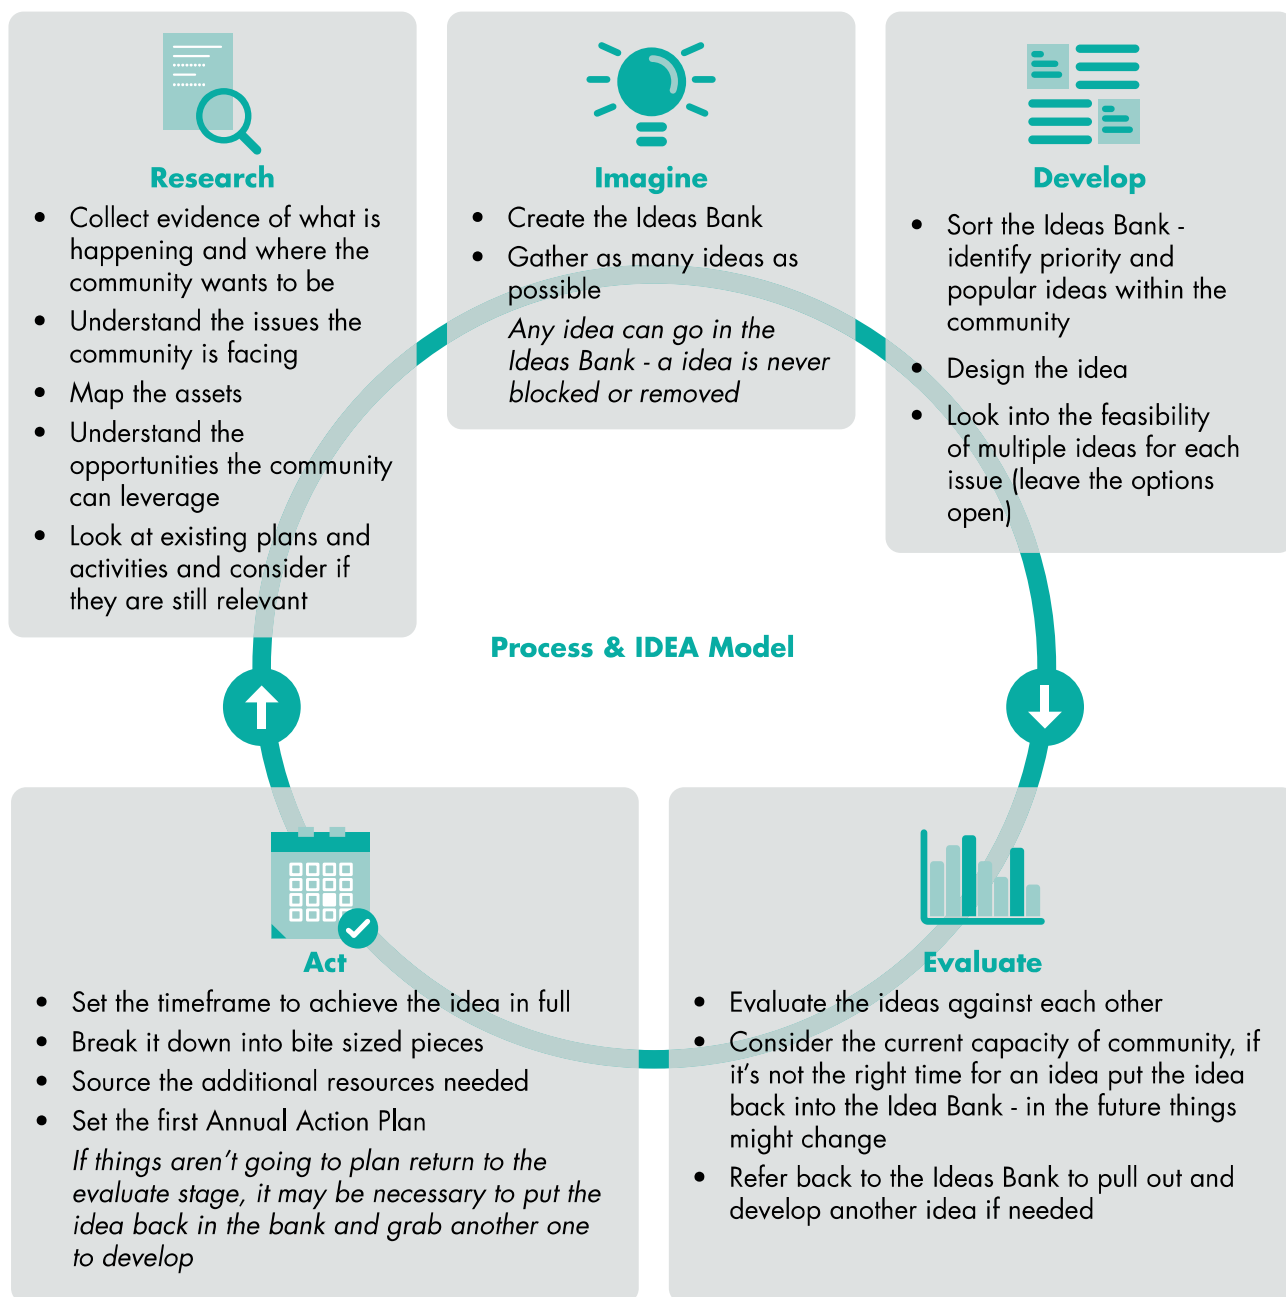 Research
• Collect evidence of what is
happening and where the
community wants to be
• Understand the issues the
community is facing
• Map the assets
• Understand the
opportunities the community
can leverage
• Look at existing plans and
activities and consider if
they are still relevant
Imagine
• Create the Ideas Bank
• Gather as many ideas as
possible
Any idea can go in the
Ideas Bank - a idea is never
blocked or removed
Develop
• Sort the Ideas Bank -
identify priority and
popular ideas within the
community
• Design the idea
• Look into the feasibility
of multiple ideas for each
issue (leave the options
open)
Process & IDEA Model
Act
• Set the timeframe to achieve the idea in full
• Break it down into bite sized pieces
• Source the additional resources needed
• Set the first Annual Action Plan
If things aren't going to plan return to the
evaluate stage, it may be necessary to put the
idea back in the bank and grab another one
to develop
Evaluate
• Evaluate the ideas against each other
• Consider the current capacity of community, if
it's not the right time for an idea put the idea
back into the Idea Bank - in the future things
might change
• Refer back to the Ideas Bank to pull out and
develop another idea if needed